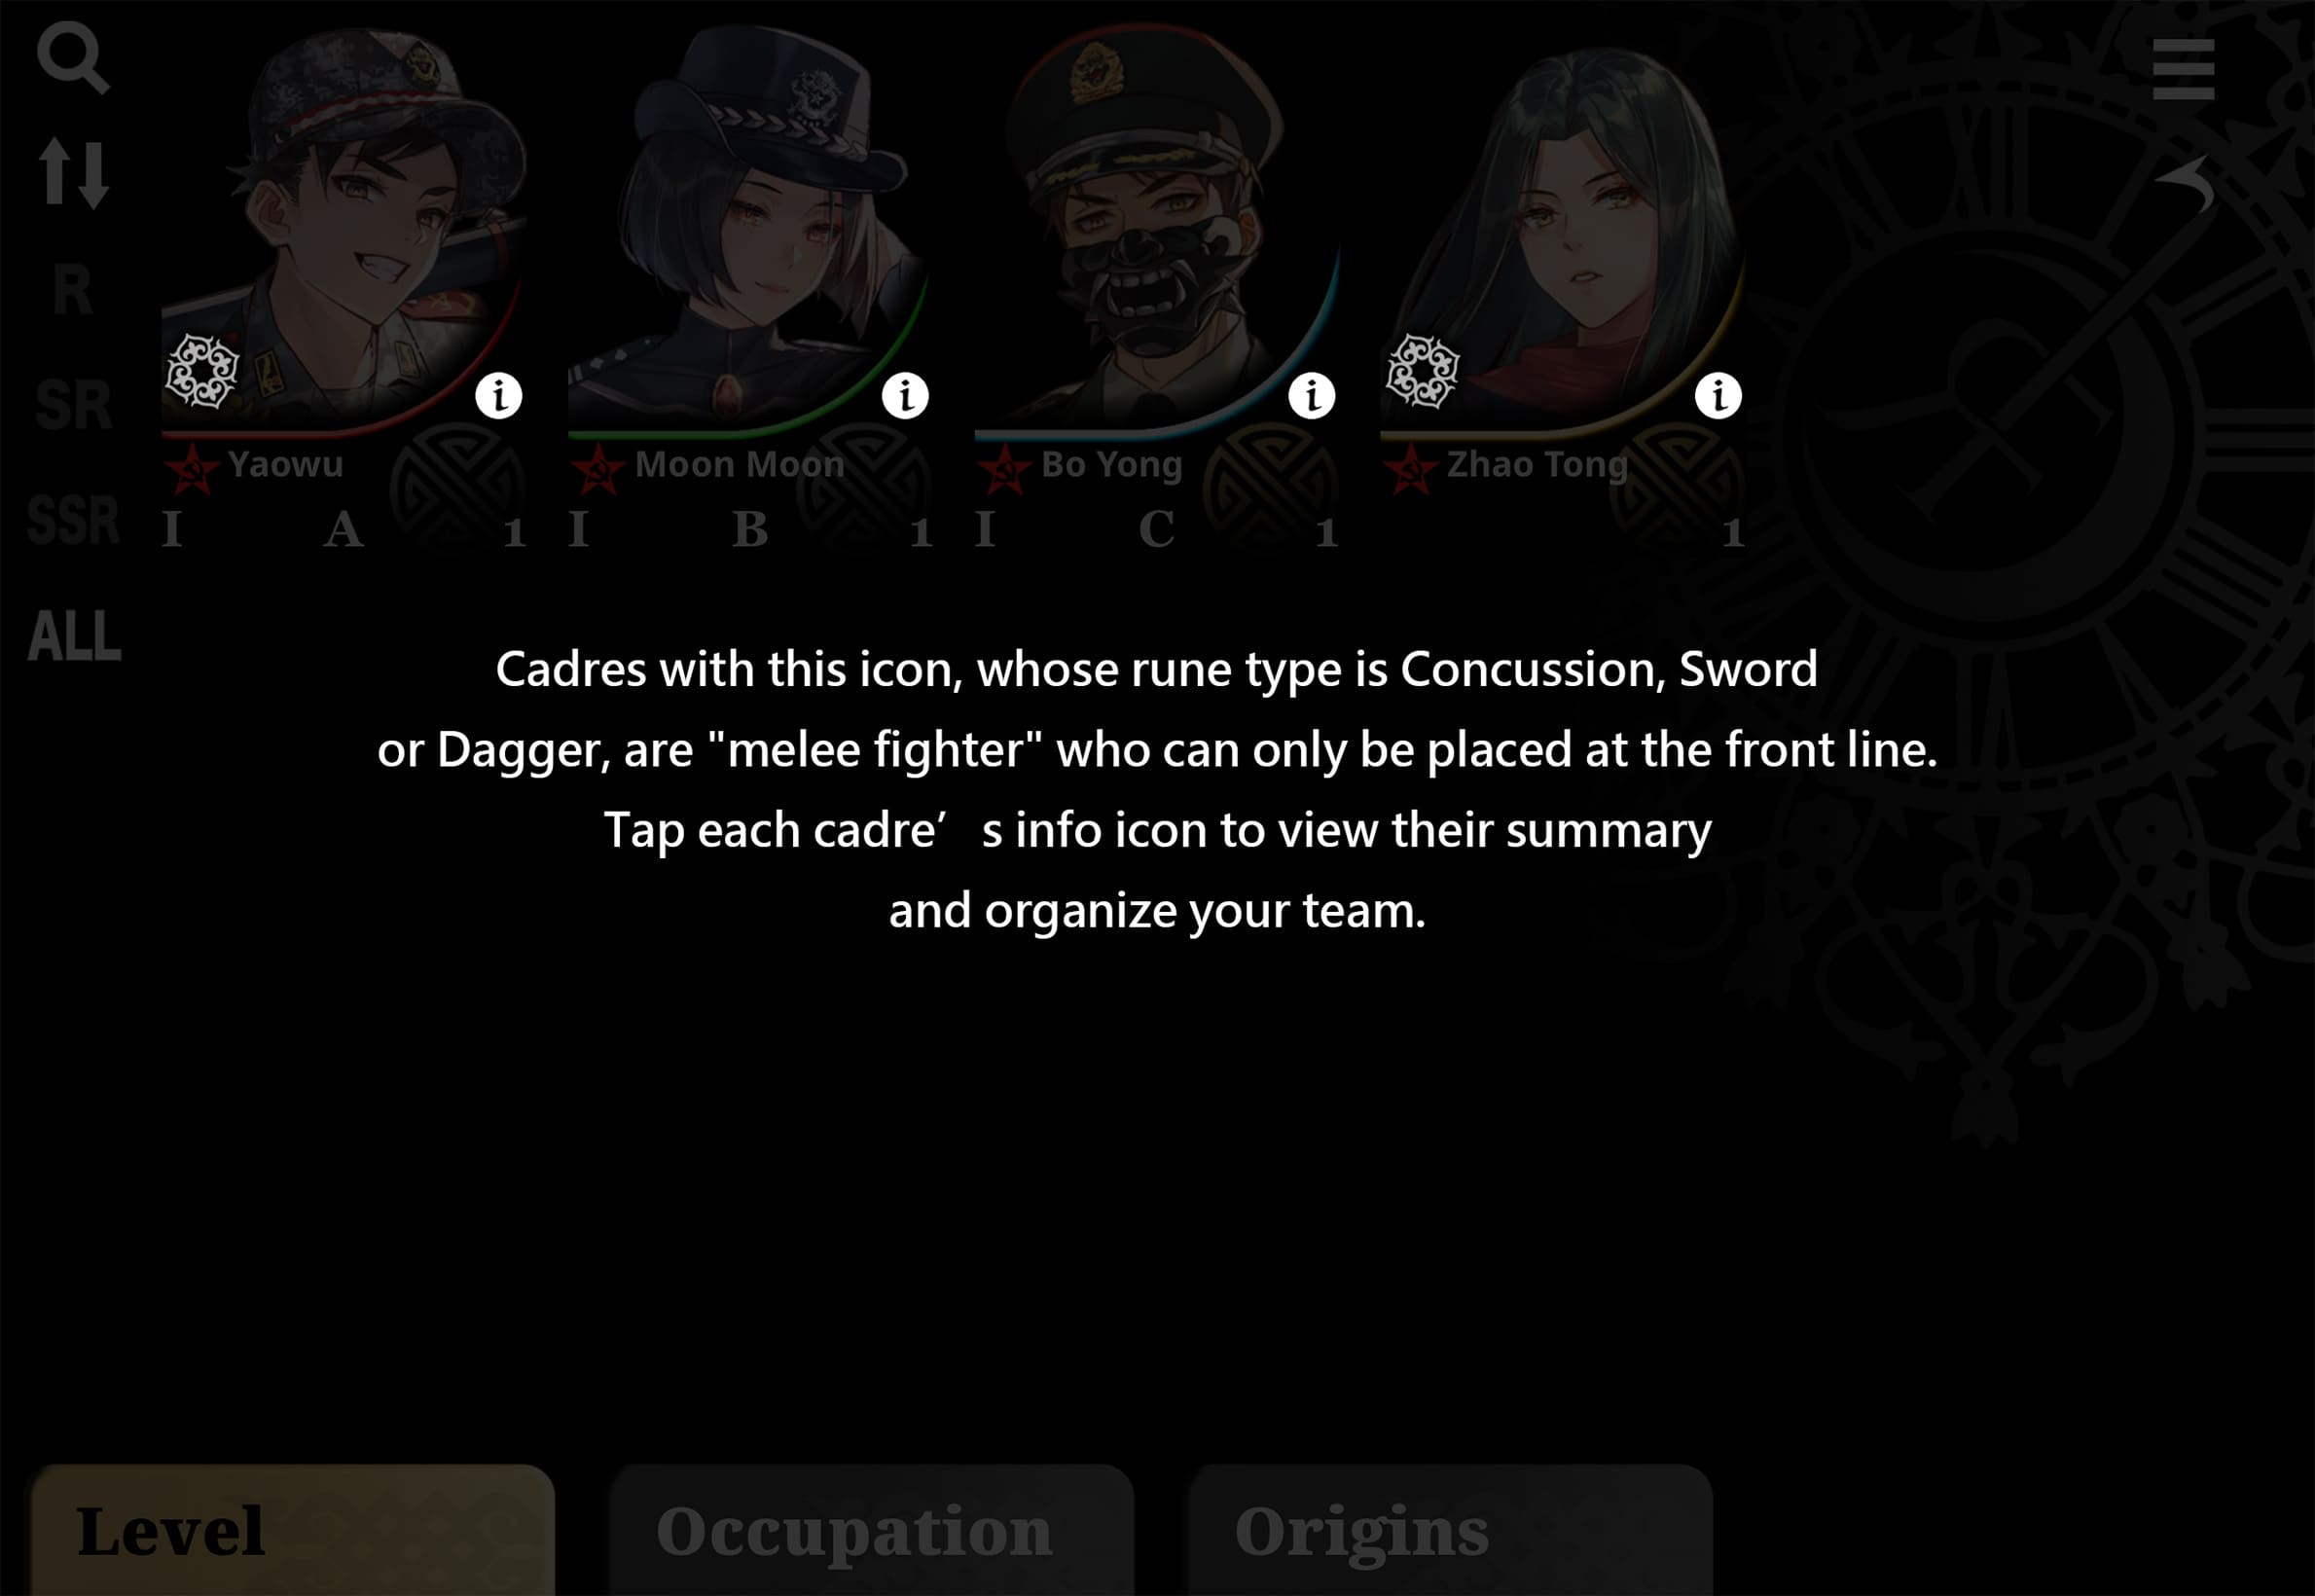 R
SR
SSR
ALL
i
i
i
i
Yaowu
Moon Moon
Bo Yong
Zhao Tong
I A 1
I B 1
I C 1
1
Cadres with this icon, whose rune type is Concussion, Sword
or Dagger, are "melee fighter" who can only be placed at the front line.
Tap each cadre’ s info icon to view their summary
and organize your team.
Level
Occupation
Origins